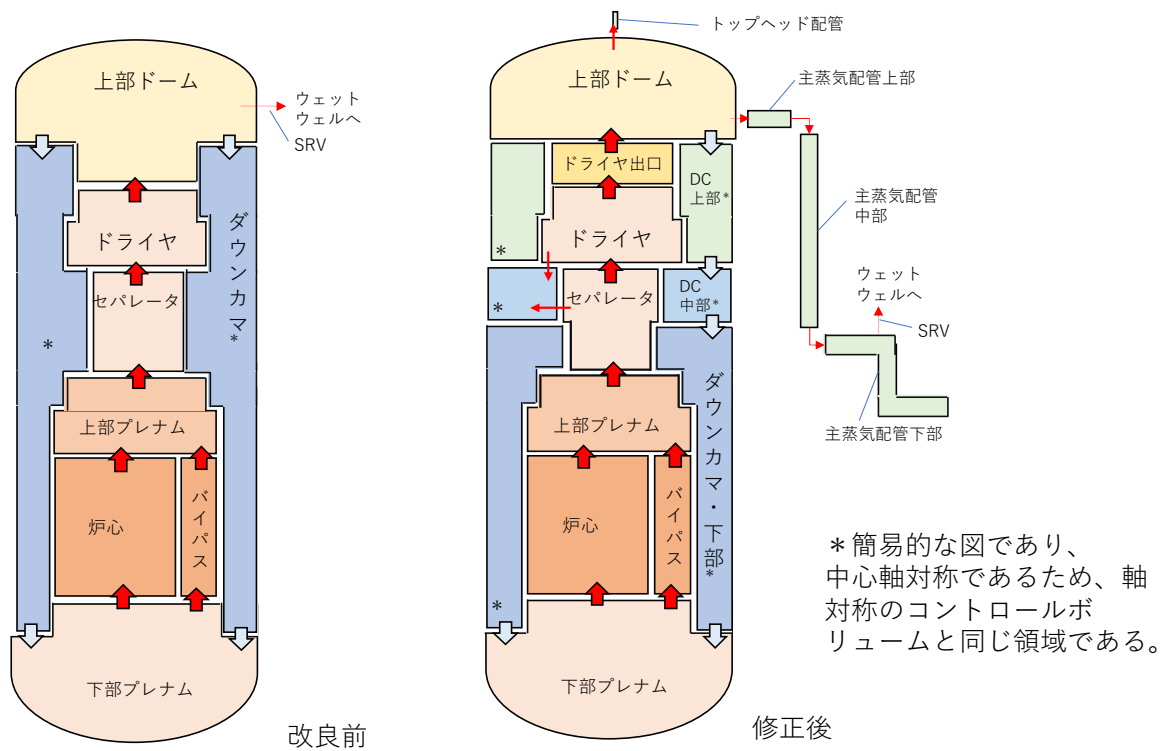 上部ドーム
ウェット
ウェルへ
SRV
ドライヤ
セパレータ
ダウンカマ*
*
上部プレナム
炉心
バイパス
下部プレナム
改良前
トップヘッド配管
上部ドーム
主蒸気配管上部
ドライヤ出口
DC
上部*
*
ドライヤ
主蒸気配管
中部
セパレータ
DC
中部*
*
ウェット
ウェルへ
SRV
主蒸気配管下部
上部プレナム
ダウンカマ・下部*
*
炉心
バイパス
下部プレナム
修正後
＊簡易的な図であり、
中心軸対称であるため、軸
対称のコントロールボ
リュームと同じ領域である。